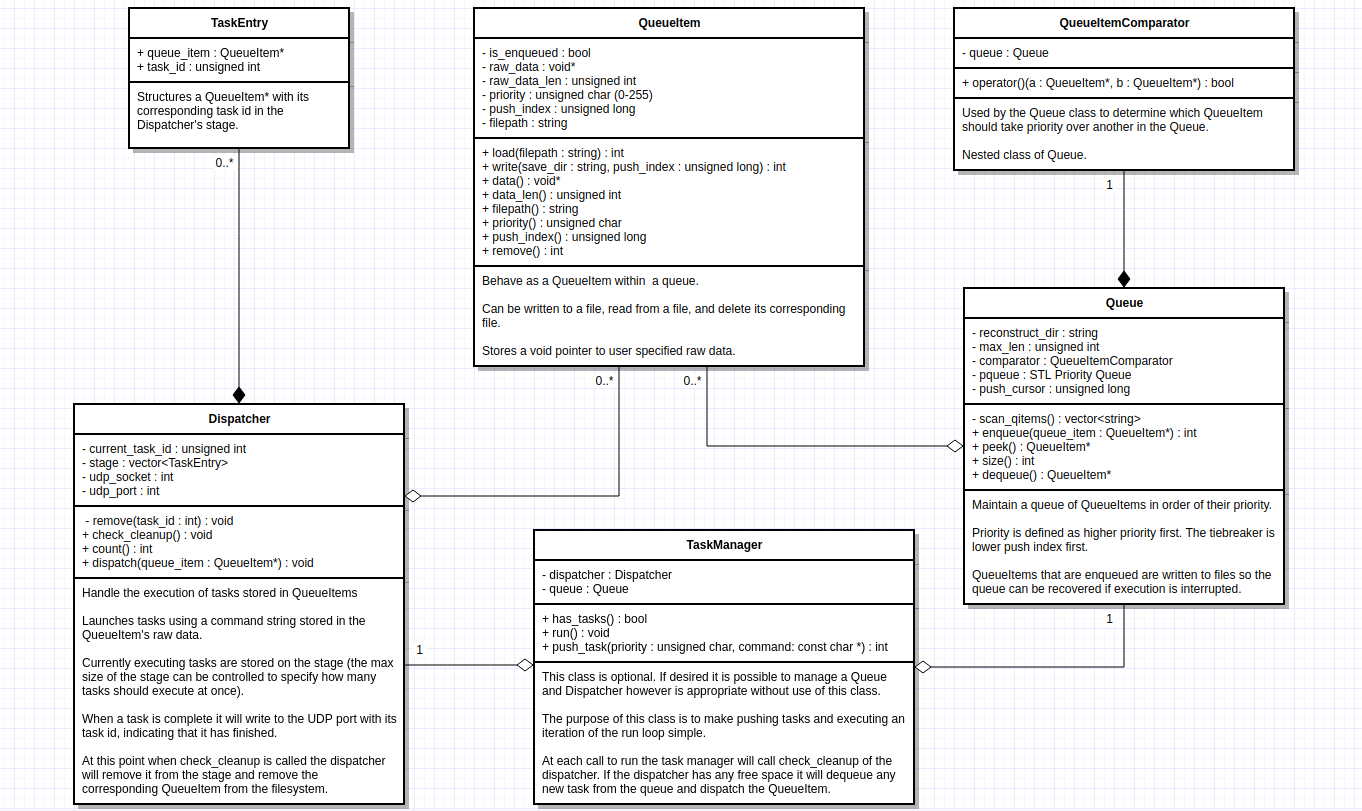 TaskEntry
+ queue_item : QueueItem*
+ task_id : unsigned int
Structures a QueueItem* with its
corresponding task id in the
Dispatcher's stage.
0..*
QueueItem
- is_enqueued : bool
- raw_data : void*
- raw_data_len : unsigned int
- priority : unsigned char (0-255)
- push_index : unsigned long
- filepath : string
+ load(filepath : string) : int
+ write(save_dir : string, push_index : unsigned long) : int
+ data() : void*
+ data_len() : unsigned int
+ filepath() : string
+ priority() : unsigned char
+ push_index() : unsigned long
+ remove() : int
Behave as a QueueItem within  a queue.
Can be written to a file, read from a file, and delete its corresponding
file.
Stores a void pointer to user specified raw data.
0..*
0..*
QueueItemComparator
- queue : Queue
+ operator()(a : QueueItem*, b : QueueItem*) : bool
Used by the Queue class to determine which QueueItem
should take priority over another in the Queue.
Nested class of Queue.
1
Queue
- reconstruct_dir : string
- max_len : unsigned int
- comparator : QueueItemComparator
- pqueue : STL Priority Queue
- push_cursor : unsigned long
- scan_qitems() : vector<string>
+ enqueue(queue_item : QueueItem*) : int
+ peek() : QueueItem*
+ size() : int
+ dequeue() : QueueItem*
Maintain a queue of QueueItems in order of their priority.
Priority is defined as higher priority first. The tiebreaker is
lower push index first.
QueueItems that are enqueued are written to files so the
queue can be recovered if execution is interrupted.
1
Dispatcher
- current_task_id : unsigned int
- stage : vector<TaskEntry>
- udp_socket : int
- udp_port : int
- remove(task_id : int) : void
+ check_cleanup() : void
+ count() : int
+ dispatch(queue_item : QueueItem*) : void
Handle the execution of tasks stored in QueueItems
Launches tasks using a command string stored in the
QueueItem's raw data.
Currently executing tasks are stored on the stage (the max
size of the stage can be controlled to specify how many
tasks should execute at once).
When a task is complete it will write to the UDP port with its
task id, indicating that it has finished.
At this point when check_cleanup is called the dispatcher
will remove it from the stage and remove the
corresponding QueueItem from the filesystem.
1
TaskManager
- dispatcher : Dispatcher
- queue : Queue
+ has_tasks() : bool
+ run() : void
+ push_task(priority : unsigned char, command: const char *) : int
This class is optional. If desired it is possible to manage a Queue
and Dispatcher however is appropriate without use of this class.
The purpose of this class is to make pushing tasks and executing an
iteration of the run loop simple.
At each call to run the task manager will call check_cleanup of the
dispatcher. If the dispatcher has any free space it will dequeue any
new task from the queue and dispatch the QueueItem.